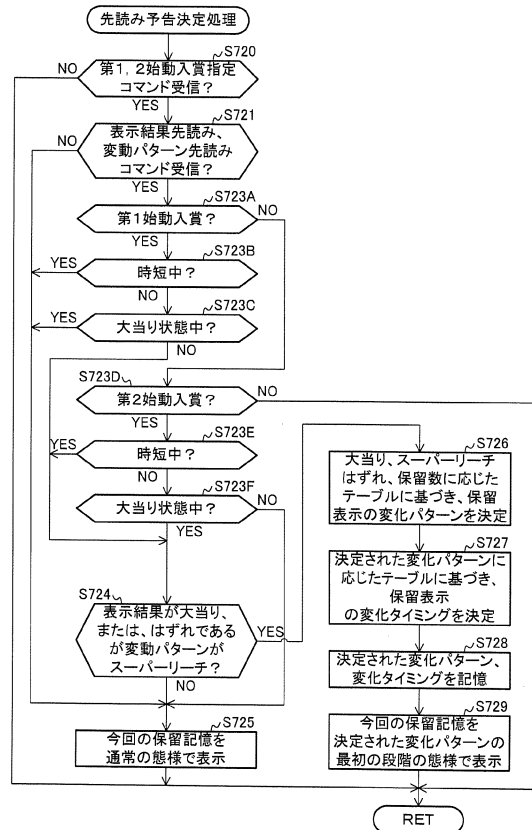 先読み予告決定処理
S720
NO
第1，2始動入賞指定
コマンド受信？
YES
S721
NO
表示結果先読み、
変動パターン先読み
コマンド受信？
YES
S723A
第1始動入賞？
NO
YES
S723B
YES
時短中？
NO
S723C
YES
大当り状態中？
NO
S723D
第2始動入賞？
NO
YES
S723E
YES
時短中？
NO
S723F
大当り状態中？
NO
YES
S724
表示結果が大当り、
または、はずれである
が変動パターンが
スーパーリーチ？
YES
NO
S725
今回の保留記憶を
通常の態様で表示
S726
大当り、スーパーリーチ
はずれ、保留数に応じた
テーブルに基づき、保留
表示の変化パターンを決定
S727
決定された変化パターンに
応じたテーブルに基づき、
保留表示
の変化タイミングを決定
S728
決定された変化パターン、
変化タイミングを記憶
S729
今回の保留記憶を
決定された変化パターンの
最初の段階の態様で表示
RET